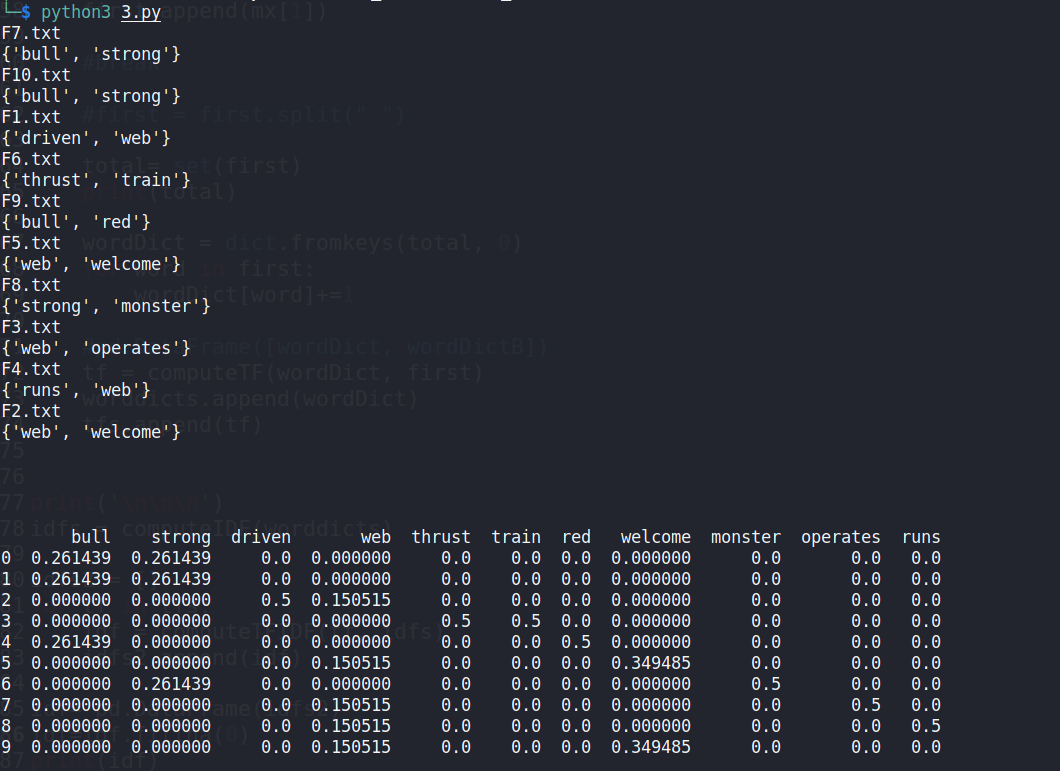 └─$ python3 3.py
F7.txt
{'bull', 'strong'}
F10.txt
{'bull', 'strong'}
F1.txt
{'driven', 'web'}
F6.txt
{'thrust', 'train'}
F9.txt
{'bull', 'red'}
F5.txt
{'web', 'welcome'}
F8.txt
{'strong', 'monster'}
F3.txt
{'web', 'operates'}
F4.txt
{'runs', 'web'}
F2.txt
{'web', 'welcome'}
bull strong driven web thrust train red welcome monster operates runs
0 0.261439 0.261439 0.0 0.000000 0.0 0.0 0.0 0.000000 0.0 0.0 0.0
1 0.261439 0.261439 0.0 0.000000 0.0 0.0 0.0 0.000000 0.0 0.0 0.0
2 0.000000 0.000000 0.5 0.150515 0.0 0.0 0.0 0.000000 0.0 0.0 0.0
3 0.000000 0.000000 0.0 0.000000 0.5 0.5 0.0 0.000000 0.0 0.0 0.0
4 0.261439 0.000000 0.0 0.000000 0.0 0.0 0.5 0.000000 0.0 0.0 0.0
5 0.000000 0.000000 0.0 0.150515 0.0 0.0 0.0 0.349485 0.0 0.0 0.0
6 0.000000 0.261439 0.0 0.000000 0.0 0.0 0.0 0.000000 0.5 0.0 0.0
7 0.000000 0.000000 0.0 0.150515 0.0 0.0 0.0 0.000000 0.0 0.5 0.0
8 0.000000 0.000000 0.0 0.150515 0.0 0.0 0.0 0.000000 0.0 0.0 0.5
9 0.000000 0.000000 0.0 0.150515 0.0 0.0 0.0 0.349485 0.0 0.0 0.0